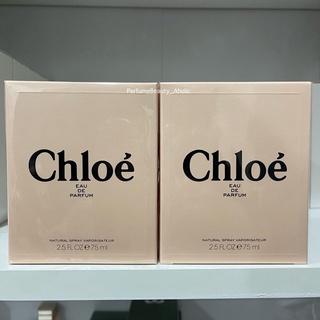 PerfumeBeauty_Aholic
Chloé
EAU
DE
PARFUM
NATURAL SPRAY VAPORISATEUR
2.5 FL.OZ e 75 ml
Chloé
EAU
DE
PARFUM
NATURAL SPRAY VAPORISATEUR
2.5 FL.OZ e 75 ml